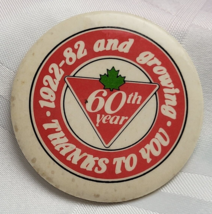 • 1922-82 and growing •
THANKS TO YOU
60th
year